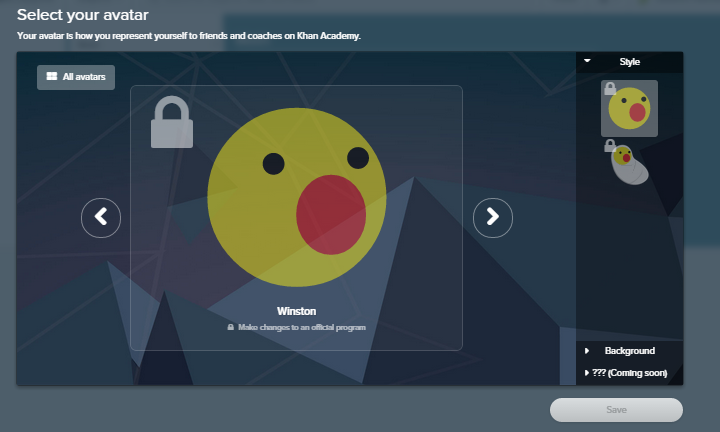 Select your avatar
Your avatar is how you represent yourself to friends and coaches on Khan Academy.
All avatars
Style
Winston
Make changes to an official program
Background
??? (Coming soon)
Save